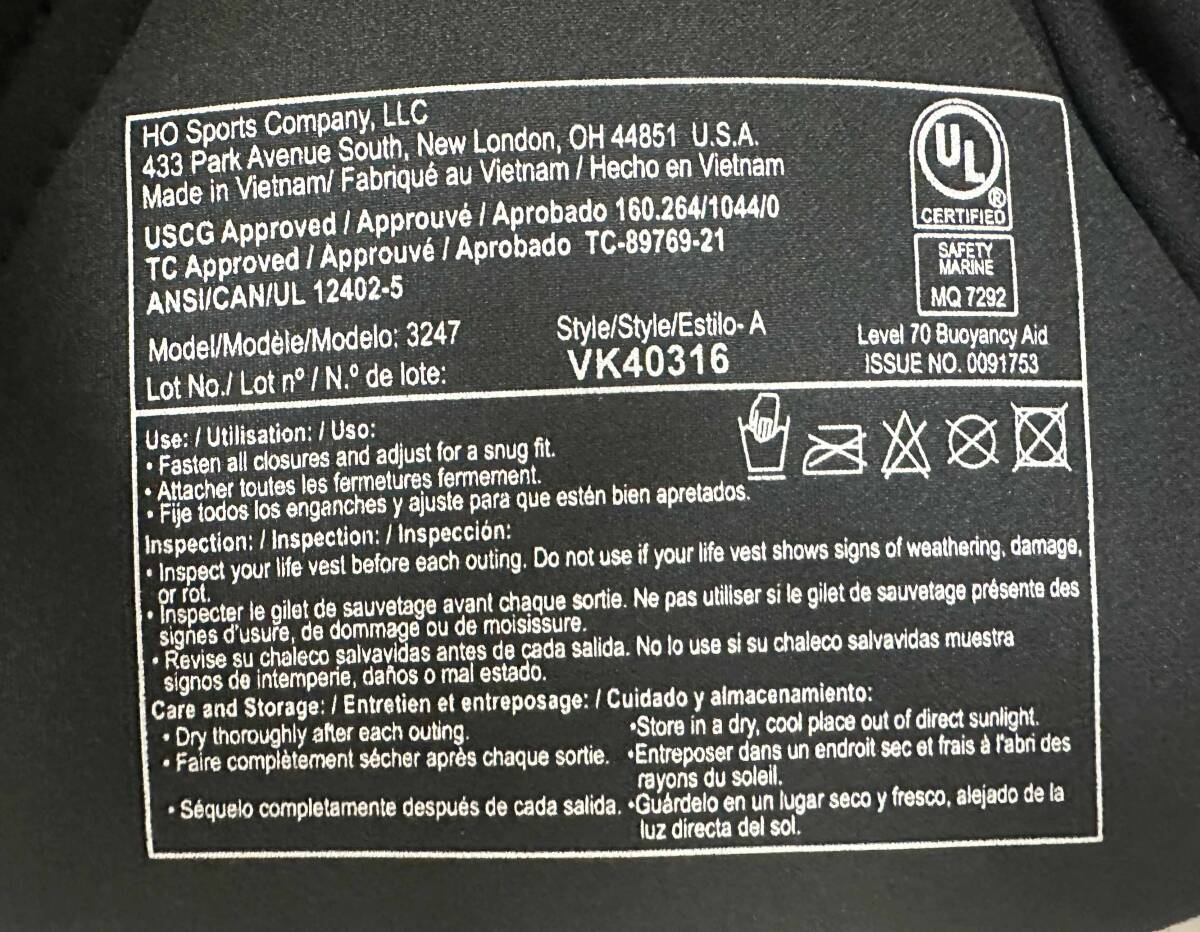 HO Sports Company, LLC
433 Park Avenue South, New London, OH 44851 U.S.A.
Made in Vietnam/ Fabriqué au Vietnam / Hecho en Vietnam
USCG Approved / Approuvé / Aprobado 160.264/1044/0
TC Approved / Approuvé / Aprobado TC-89769-21
ANSI/CAN/UL 12402-5
UL
®
CERTIFIED
SAFETY
MARINE
MQ 7292
Model/Modèle/Modelo: 3247
Lot No./ Lot nº / N.º de lote:
Style/Style/Estilo- A
VK40316
Level 70 Buoyancy Aid
ISSUE NO. 0091753
Use: / Utilisation: / Uso:
• Fasten all closures and adjust for a snug fit.
• Attacher toutes les fermetures fermement.
• Fije todos los enganches y ajuste para que estén bien apretados.
Inspection: / Inspection: / Inspección:
• Inspect your life vest before each outing. Do not use if your life vest shows signs of weathering, damage,
or rot.
• Inspecter le gilet de sauvetage avant chaque sortie. Ne pas utiliser si le gilet de sauvetage présente des
signes d'usure, de dommage ou de moisissure.
• Revise su chaleco salvavidas antes de cada salida. No lo use si su chaleco salvavidas muestra
signos de intemperie, daños o mal estado.
Care and Storage: / Entretien et entreposage: / Cuidado y almacenamiento:
• Dry thoroughly after each outing.
• Faire complètement sécher après chaque sortie.
• Séquelo completamente después de cada salida.
•Store in a dry, cool place out of direct sunlight.
•Entreposer dans un endroit sec et frais à l'abri des
rayons du soleil.
•Guárdelo en un lugar seco y fresco, alejado de la
luz directa del sol.